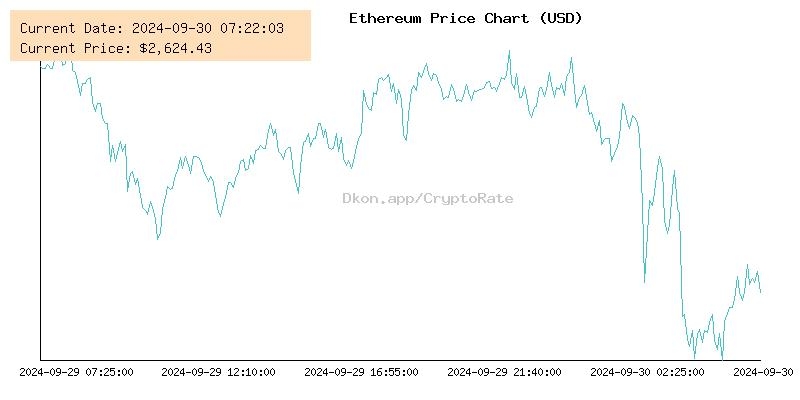 Ethereum Price Chart (USD)
Current Date: 2024-09-30 07:22:03
Current Price: $2,624.43
Dkon.app/CryptoRate
2024-09-29 07:25:00 2024-09-29 12:10:00 2024-09-29 16:55:00 2024-09-29 21:40:00 2024-09-30 02:25:00 2024-09-30